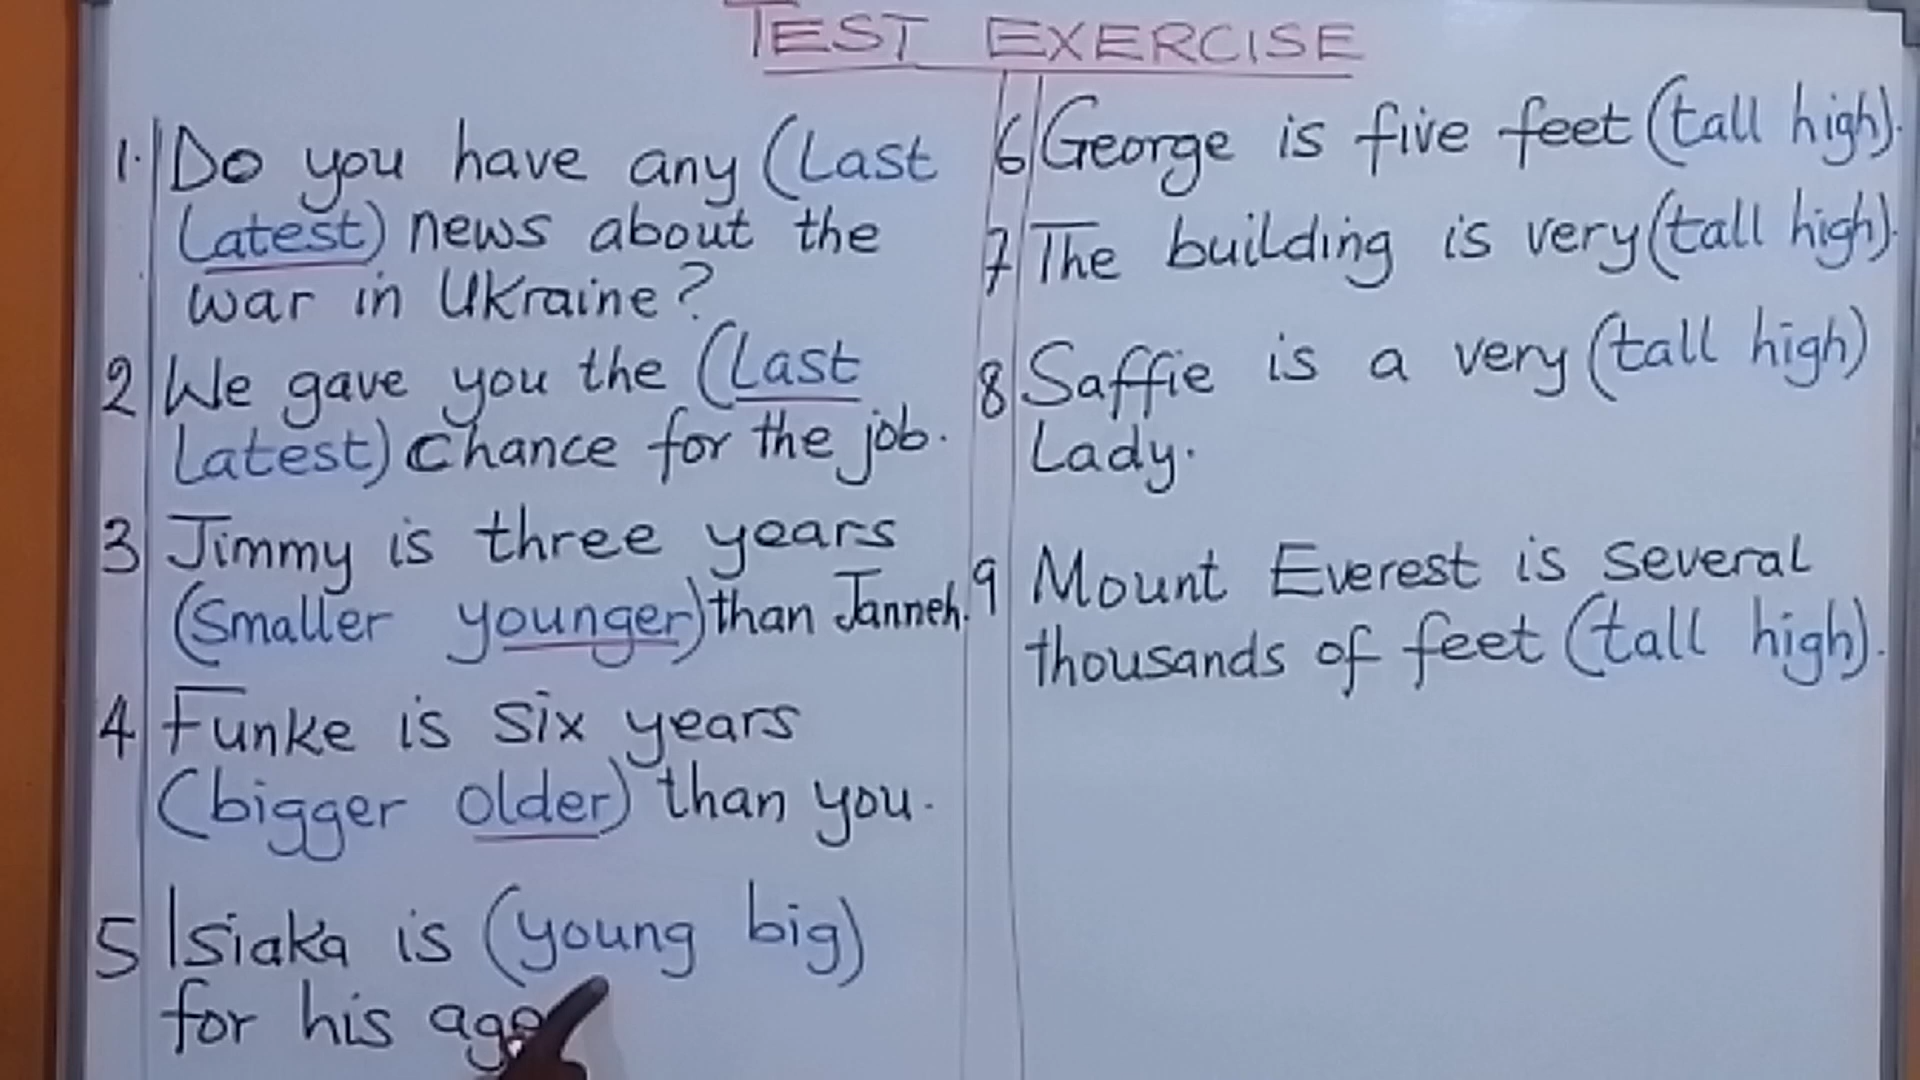 TEST EXERCISE
1. Do you have any (Last
Latest) news about the
war in Ukraine?
2 We gave you the (Last
Latest) Chance for the job.
3 Jimmy is three years
(Smaller younger) than Janneh.
4 Funke is six years
(bigger older) than you.
5 Isiaka is (young big)
for his age
6 George is five feet (tall high).
7 The building is very (tall high).
8 Saffie is a very (tall high)
Lady.
9 Mount Everest is several
thousands of feet (tall high).